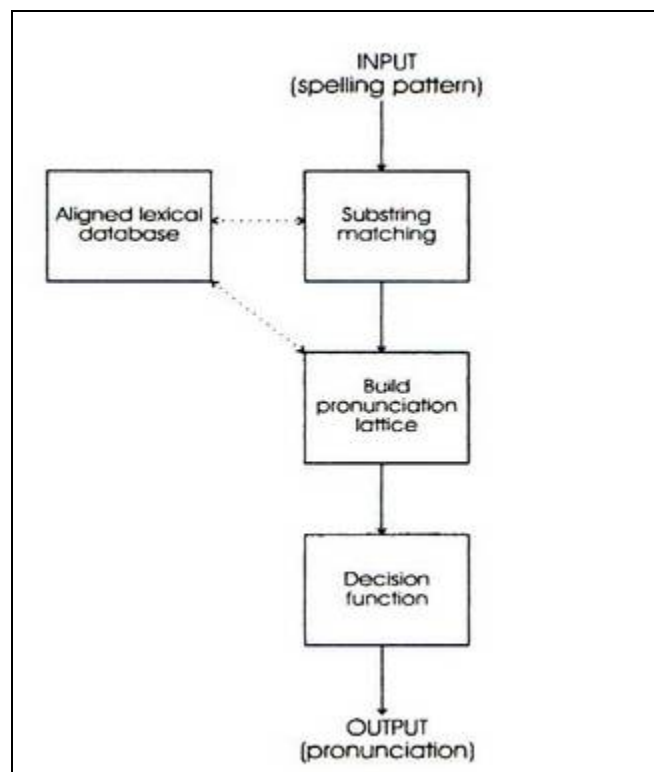 INPUT
(spelling pattern)
Aligned lexical
database
Substring
matching
Build
pronunciation
lattice
Decision
function
OUTPUT
(pronunciation)